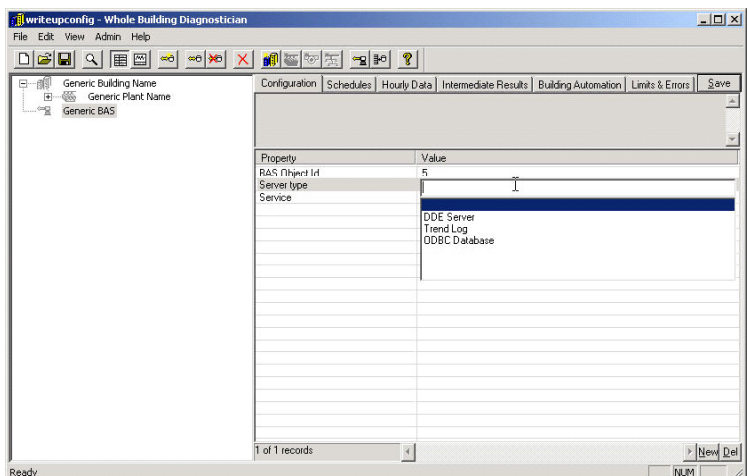 writeupconfig - Whole Building Diagnostician
File Edit View Admin Help
Generic Building Name
Generic Plant Name
Generic BAS
Configuration Schedules Hourly Data Intermediate Results Building Automation Limits & Errors Save
Property Value
BAS Object Id 5
Server type
Service
DDE Server
Trend Log
ODBC Database
1 of 1 records New Del
Ready NUM